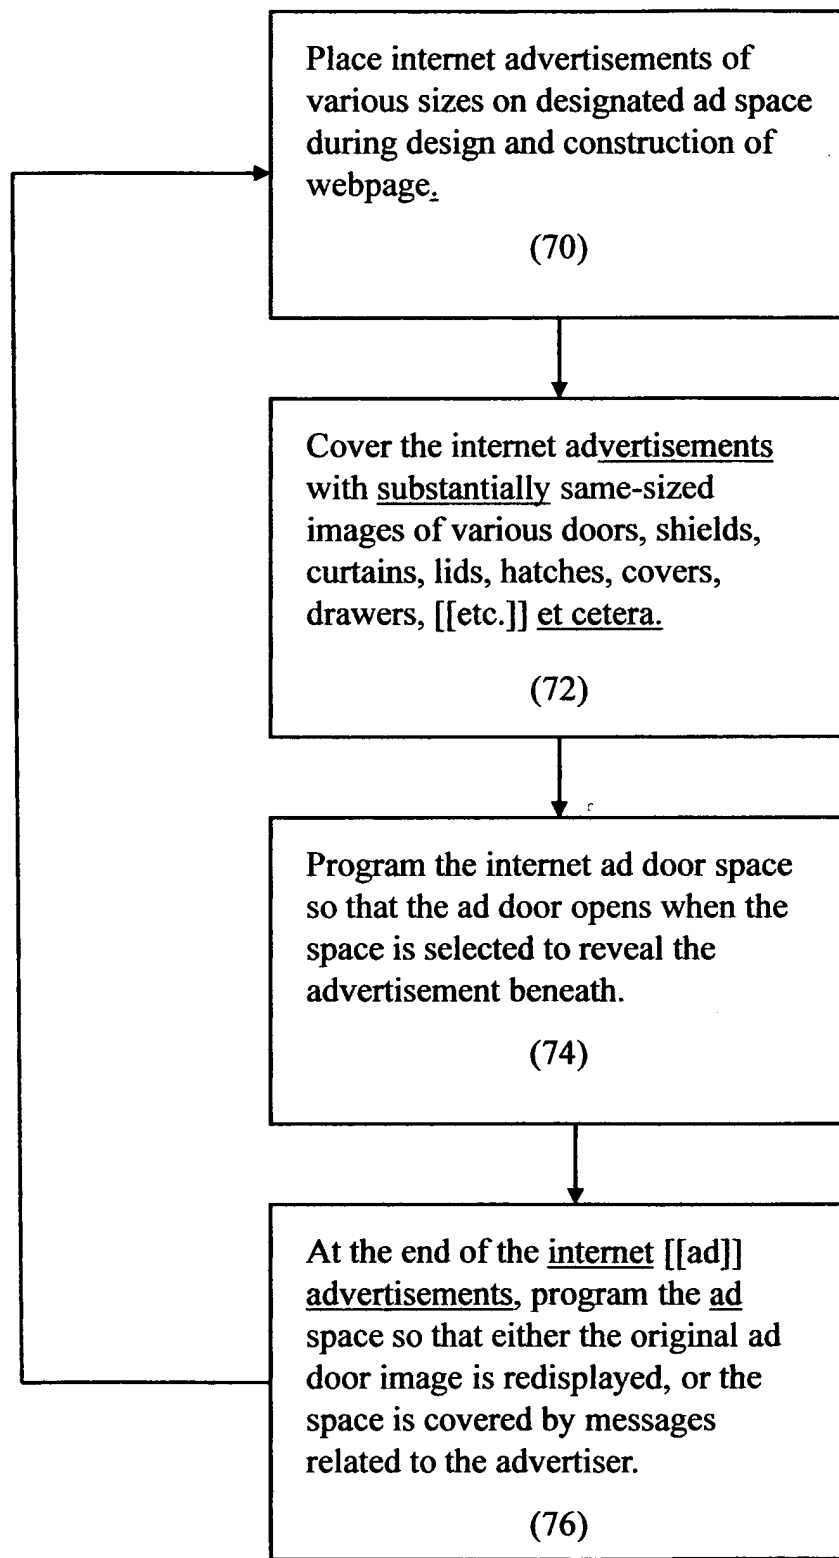 Place internet advertisements of
various sizes on designated ad space
during design and construction of
webpage.
(70)
Cover the internet advertisements
with substantially same-sized
images of various doors, shields,
curtains, lids, hatches, covers,
drawers, [[etc.]] et cetera.
(72)
Program the internet ad door space
so that the ad door opens when the
space is selected to reveal the
advertisement beneath.
(74)
At the end of the internet [[ad]]
advertisements, program the ad
space so that either the original ad
door image is redisplayed, or the
space is covered by messages
related to the advertiser.
(76)